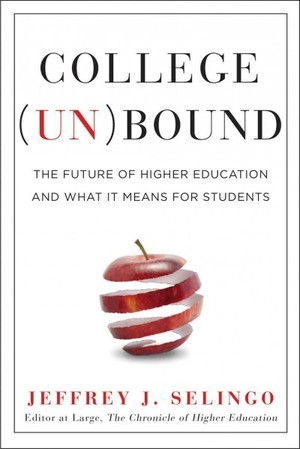 COLLEGE
(UN)BOUND
THE FUTURE OF HIGHER EDUCATION
AND WHAT IT MEANS FOR STUDENTS
JEFFREY J. SELINGO
Editor at Large, The Chronicle of Higher Education